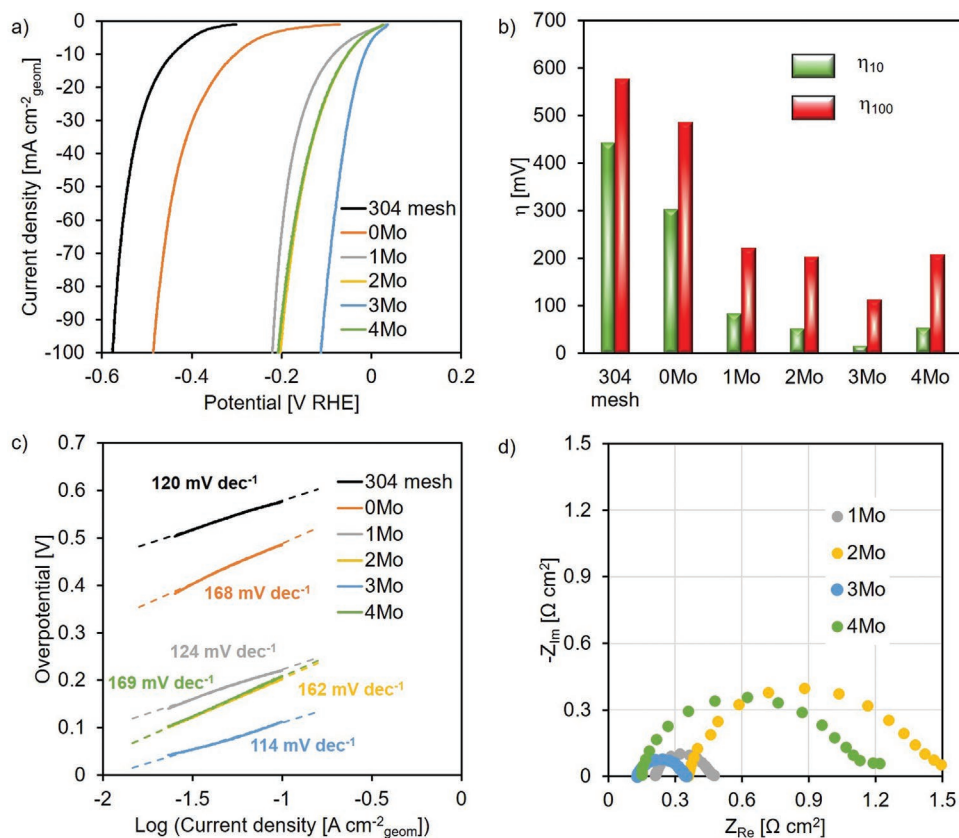 a)
Current density [mA cm⁻²geom]
0
-10
-20
-30
-40
-50
-60
-70
-80
-90
-100
-0.6
-0.4
-0.2
0
0.2
Potential [V RHE]
304 mesh
0Mo
1Mo
2Mo
3Mo
4Mo
b)
η [mV]
700
600
500
400
300
200
100
0
η10
η100
304 mesh
0Mo
1Mo
2Mo
3Mo
4Mo
c)
Overpotential [V]
0.7
0.6
0.5
0.4
0.3
0.2
0.1
0
120 mV dec⁻¹
168 mV dec⁻¹
124 mV dec⁻¹
169 mV dec⁻¹
162 mV dec⁻¹
114 mV dec⁻¹
304 mesh
0Mo
1Mo
2Mo
3Mo
4Mo
-2
-1.5
-1
-0.5
0
Log (Current density [A cm⁻²geom])
d)
-ZIm [Ω cm²]
1.5
1.2
0.9
0.6
0.3
0
1Mo
2Mo
3Mo
4Mo
0
0.3
0.6
0.9
1.2
1.5
ZRe [Ω cm²]